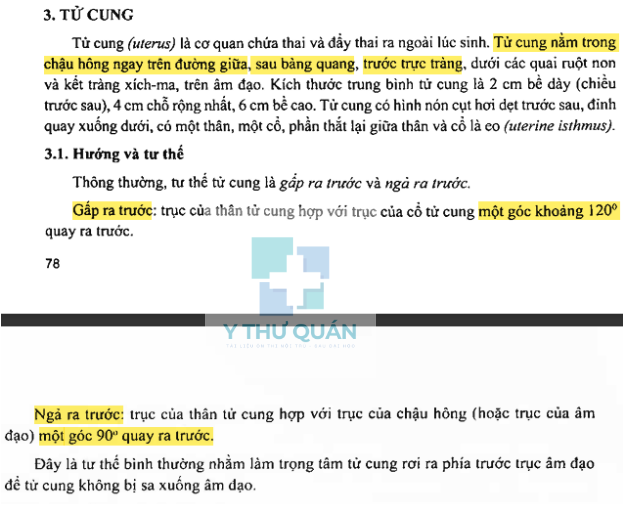 3. TỬ CUNG
Tử cung (uterus) là cơ quan chứa thai và đẩy thai ra ngoài lúc sinh. Tử cung nằm trong
chậu hông ngay trên đường giữa, sau bàng quang, trước trực tràng, dưới các quai ruột non
và kết tràng xích-ma, trên âm đạo. Kích thước trung bình tử cung là 2 cm bề dày (chiều
trước sau), 4 cm chỗ rộng nhất, 6 cm bề cao. Tử cung có hình nón cụt hơi dẹt trước sau, đỉnh
quay xuống dưới, có một thân, một cổ, phần thắt lại giữa thân và cổ là eo (uterine isthmus).
3.1. Hướng và tư thế
Thông thường, tư thế tử cung là gấp ra trước và ngả ra trước.
Gấp ra trước: trục của thân tử cung hợp với trục của cổ tử cung một góc khoảng 120⁰
quay ra trước.
78
Y THƯ QUÁN
Ngả ra trước: trục của thân tử cung hợp với trục của chậu hông (hoặc trục của âm
đạo) một góc 90⁰ quay ra trước.
Đây là tư thế bình thường nhằm làm trọng tâm tử cung rơi ra phía trước trục âm đạo
để tử cung không bị sa xuống âm đạo.